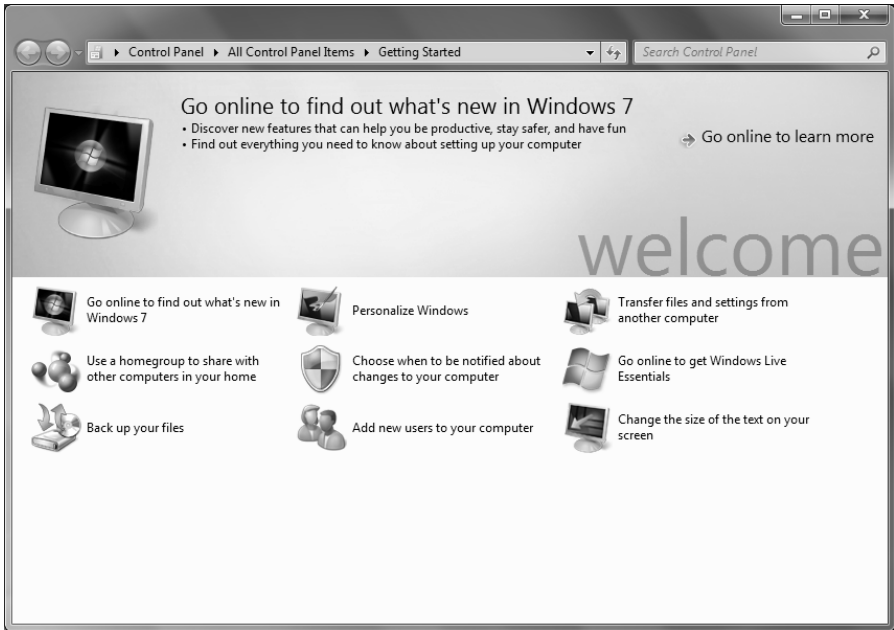 Control Panel ▸ All Control Panel Items ▸ Getting Started
Search Control Panel
Go online to find out what's new in Windows 7
• Discover new features that can help you be productive, stay safer, and have fun
• Find out everything you need to know about setting up your computer
Go online to learn more
welcome
Go online to find out what's new in
Windows 7
Personalize Windows
Transfer files and settings from
another computer
Use a homegroup to share with
other computers in your home
Choose when to be notified about
changes to your computer
Go online to get Windows Live
Essentials
Back up your files
Add new users to your computer
Change the size of the text on your
screen